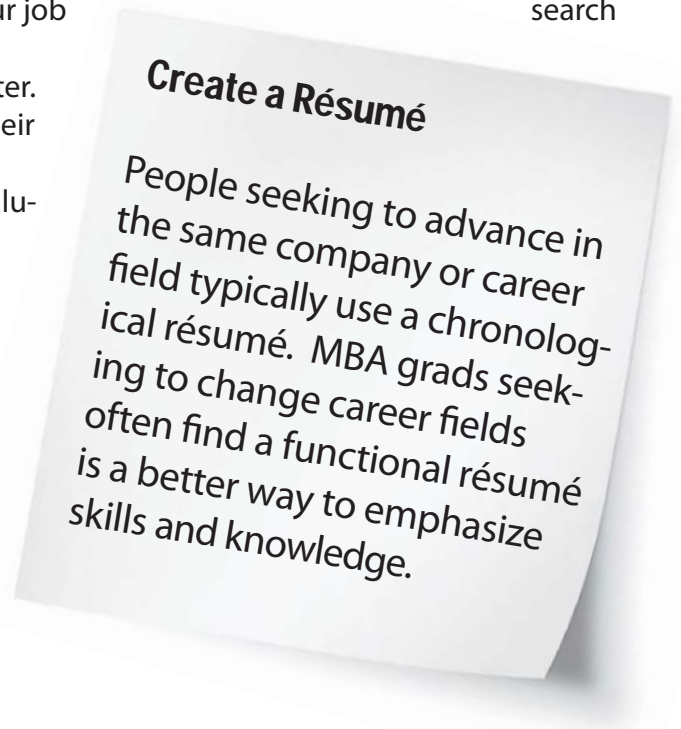 ur job search
ter.
eir
lu-
Create a Résumé
People seeking to advance in
the same company or career
field typically use a chronolog-
ical résumé. MBA grads seek-
ing to change career fields
often find a functional résumé
is a better way to emphasize
skills and knowledge.